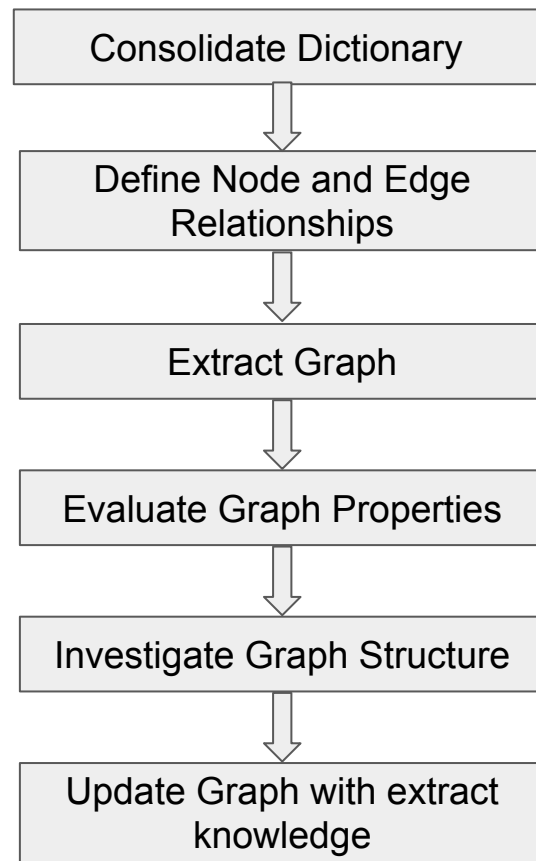 Consolidate Dictionary
Define Node and Edge
Relationships
Extract Graph
Evaluate Graph Properties
Investigate Graph Structure
Update Graph with extract
knowledge